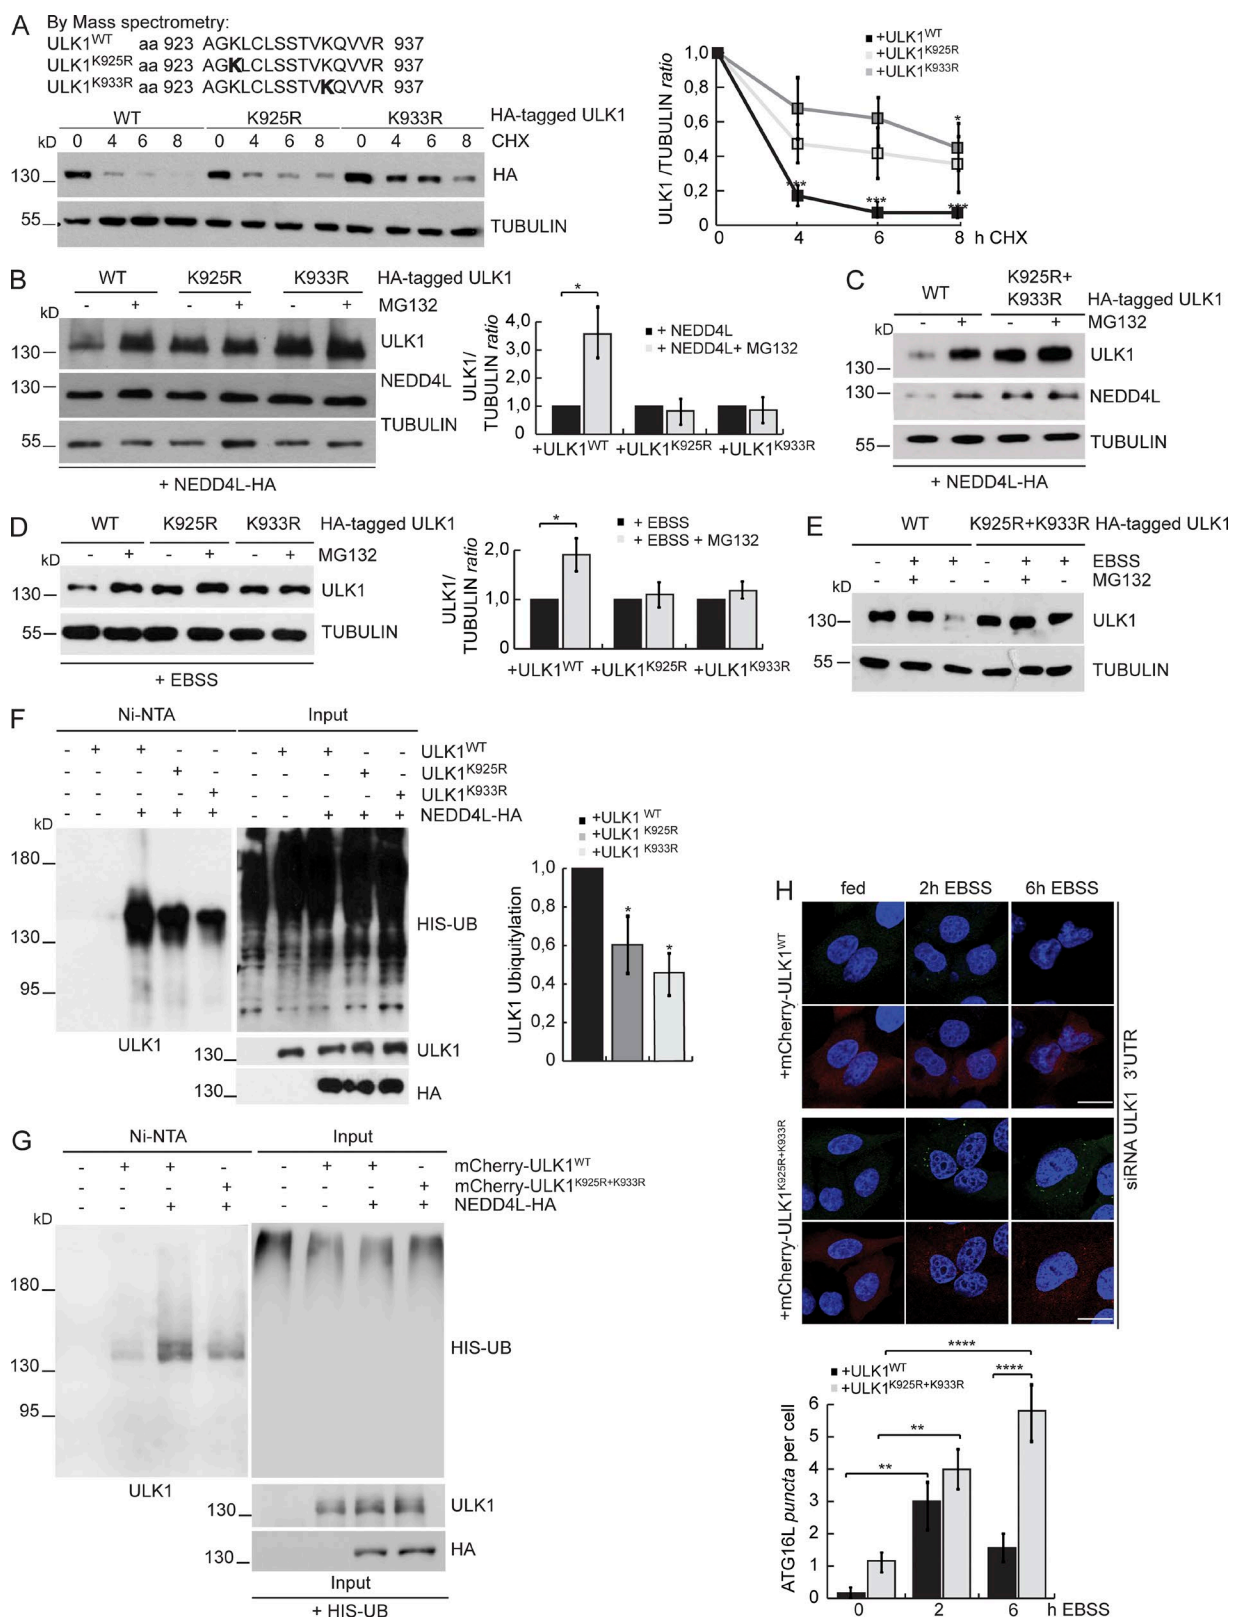 A
By Mass spectrometry:
ULK1WT aa 923 AGKLCLSSTVKQVVR 937
ULK1K925R aa 923 AGKLCLSSTVKQVVR 937
ULK1K933R aa 923 AGKLCLSSTVKQVVR 937
WT K925R K933R HA-tagged ULK1
kD 0 4 6 8 0 4 6 8 0 4 6 8 CHX
130 HA
55 TUBULIN
+ULK1WT
+ULK1K925R
+ULK1K933R
ULK1 /TUBULIN ratio
1,0
0,8
0,6
0,4
0,2
0
*
*** *** ***
0 4 6 8 h CHX
B
WT K925R K933R HA-tagged ULK1
- + - + - + MG132
kD
130 ULK1
130 NEDD4L
TUBULIN
55
+ NEDD4L-HA
ULK1/
TUBULIN ratio
4,0
3,0
2,0
1,0
0
*
+ NEDD4L
+ NEDD4L+ MG132
+ULK1WT +ULK1K925R +ULK1K933R
C
WT K925R+
K933R HA-tagged ULK1
- + - + MG132
kD
130 ULK1
130 NEDD4L
55 TUBULIN
+ NEDD4L-HA
D
WT K925R K933R HA-tagged ULK1
- + - + - + MG132
kD
130 ULK1
55 TUBULIN
+ EBSS
ULK1/
TUBULIN ratio
2,0
1,0
0
*
+ EBSS
+ EBSS + MG132
+ULK1WT +ULK1K925R +ULK1K933R
E
WT K925R+K933R HA-tagged ULK1
- + + - + + EBSS
- + - - + - MG132
kD
130 ULK1
55 TUBULIN
F
Ni-NTA Input
- + + - - - + + - - ULK1WT
- - - + - - - - + - ULK1K925R
- - - - + - - - - + ULK1K933R
- - + + + - - + + + NEDD4L-HA
kD
180
130 HIS-UB
95
ULK1
130 ULK1
130 HA
+ULK1 WT
+ULK1 K925R
+ULK1 K933R
ULK1 Ubiquitylation
1,0
0,8
0,6
0,4
0,2
0
* *
G
Ni-NTA Input
- + + - - + + - mCherry-ULK1WT
- - - + - - - + mCherry-ULK1K925R+K933R
- - + + - - + + NEDD4L-HA
kD
180
130 HIS-UB
95
ULK1
130 ULK1
130 HA
Input
+ HIS-UB
H
fed 2h EBSS 6h EBSS
+mCherry-ULK1WT
+mCherry-ULK1K925R+K933R
siRNA ULK1 3'UTR
+ULK1WT
+ULK1K925R+K933R
ATG16L puncta per cell
6
5
4
3
2
1
0
****
****
**
**
0 2 6 h EBSS